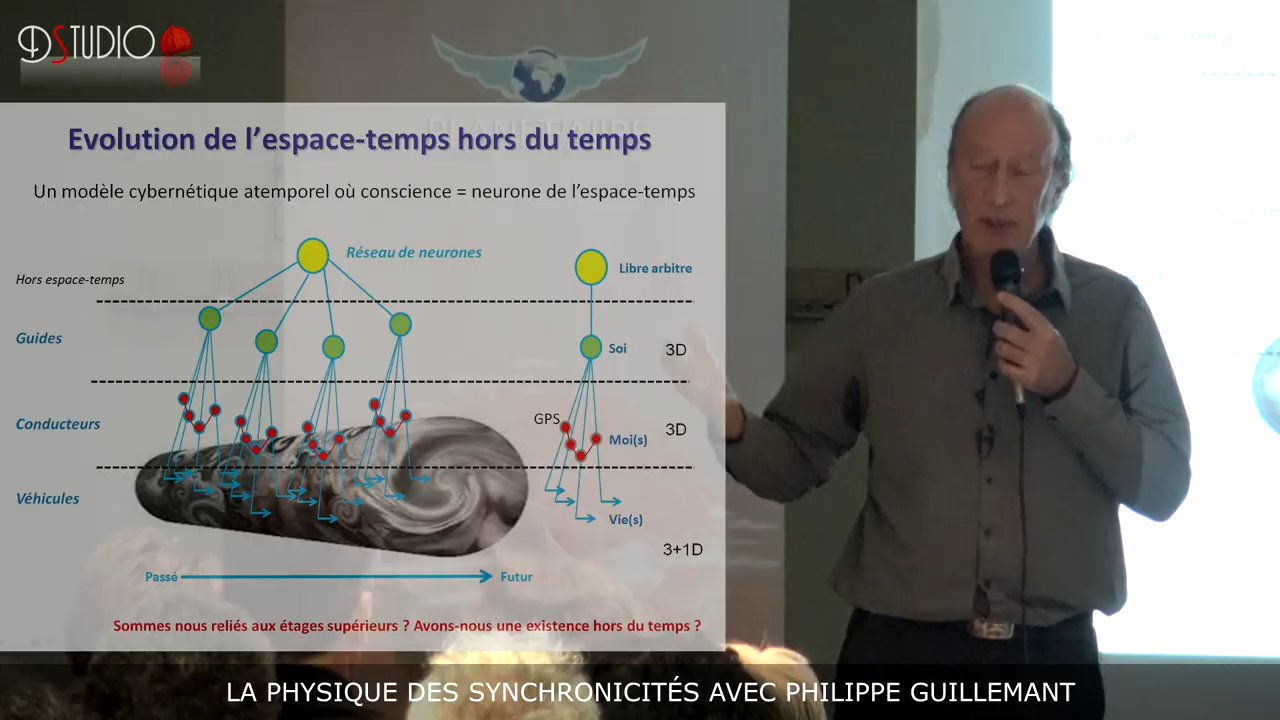 DSTUDIO
PLANET'AIRE
Evolution de l'espace-temps hors du temps
Un modèle cybernétique atemporel où conscience = neurone de l'espace-temps
Réseau de neurones
Libre arbitre
Hors espace-temps
Guides
Soi
3D
Conducteurs
GPS
Moi(s)
3D
Véhicules
Vie(s)
3+1D
Passé
Futur
Sommes nous reliés aux étages supérieurs ? Avons-nous une existence hors du temps ?
LA PHYSIQUE DES SYNCHRONICITÉS AVEC PHILIPPE GUILLEMANT